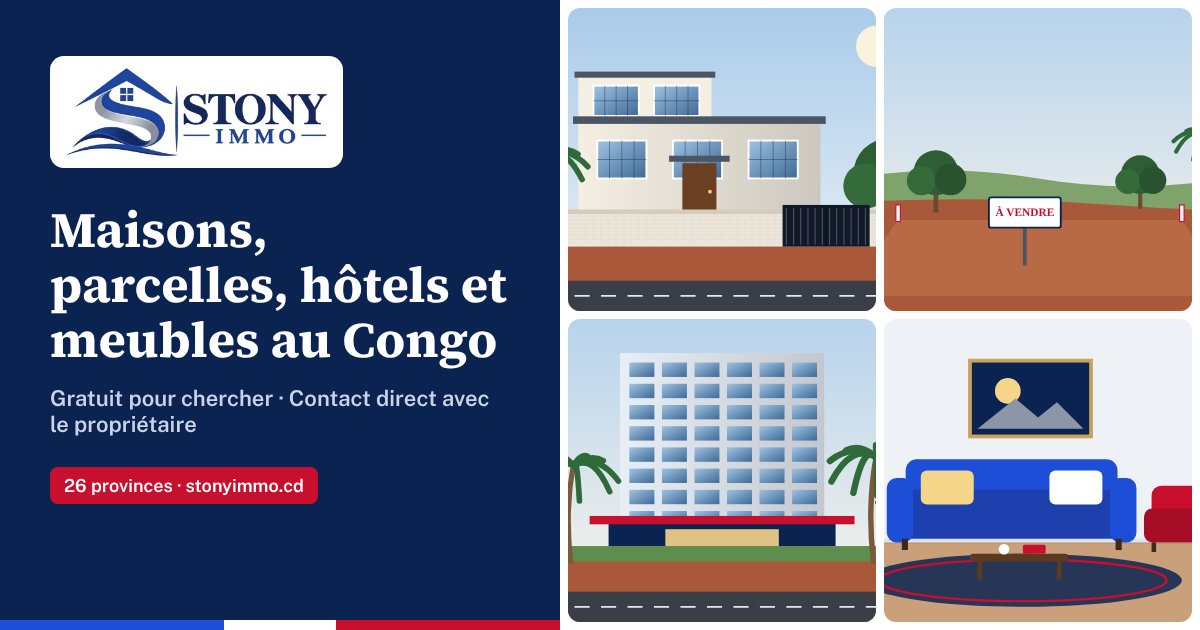 STONY
IMMO
Maisons,
parcelles, hôtels et
meubles au Congo
Gratuit pour chercher · Contact direct avec
le propriétaire
26 provinces · stonyimmo.cd
À VENDRE